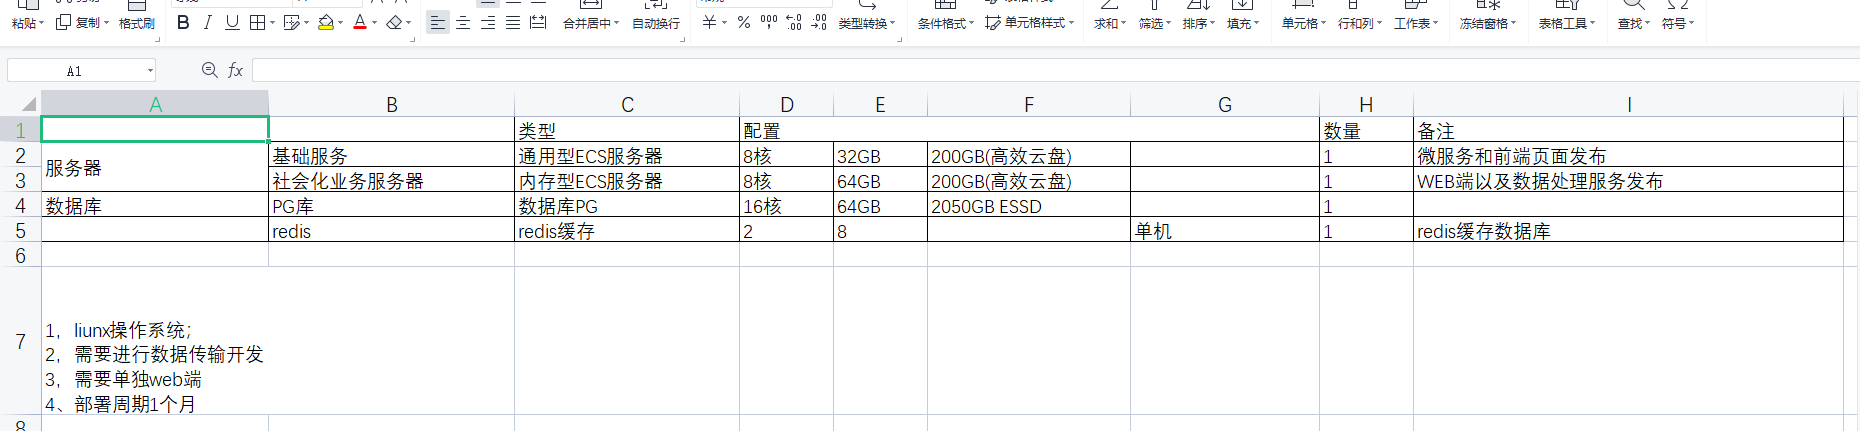 粘贴 复制 格式刷 B I U A 合并居中 自动换行 ¥ % 000 ←.0 .00 .00 →.0 类型转换 条件格式 单元格样式 求和 筛选 排序 填充 单元格 行和列 工作表 冻结窗格 表格工具 查找 符号
A1 fx
A B C D E F G H I
1 类型 配置 数量 备注
2 服务器 基础服务 通用型ECS服务器 8核 32GB 200GB(高效云盘) 1 微服务和前端页面发布
3 社会化业务服务器 内存型ECS服务器 8核 64GB 200GB(高效云盘) 1 WEB端以及数据处理服务发布
4 数据库 PG库 数据库PG 16核 64GB 2050GB ESSD 1
5 redis redis缓存 2 8 单机 1 redis缓存数据库
6
7
1，liunx操作系统；
2，需要进行数据传输开发
3，需要单独web端
4、部署周期1个月
8